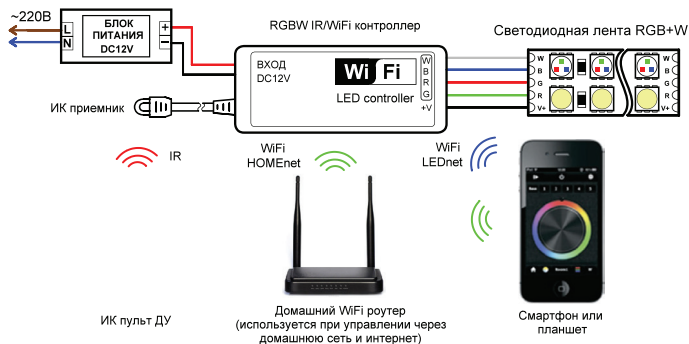 ~220В
L
N
БЛОК
ПИТАНИЯ
DC12V
+
−
RGBW IR/WiFi контроллер
ВХОД
DC12V
Wi Fi
LED controller
W
B
R
G
+V
Светодиодная лента RGB+W
W
B
G
R
V+
W
B
G
R
V+
ИК приемник
IR
WiFi
HOMEnet
WiFi
LEDnet
ИК пульт ДУ
Домашний WiFi роутер
(используется при управлении через
домашнюю сеть и интернет)
Смартфон или
планшет